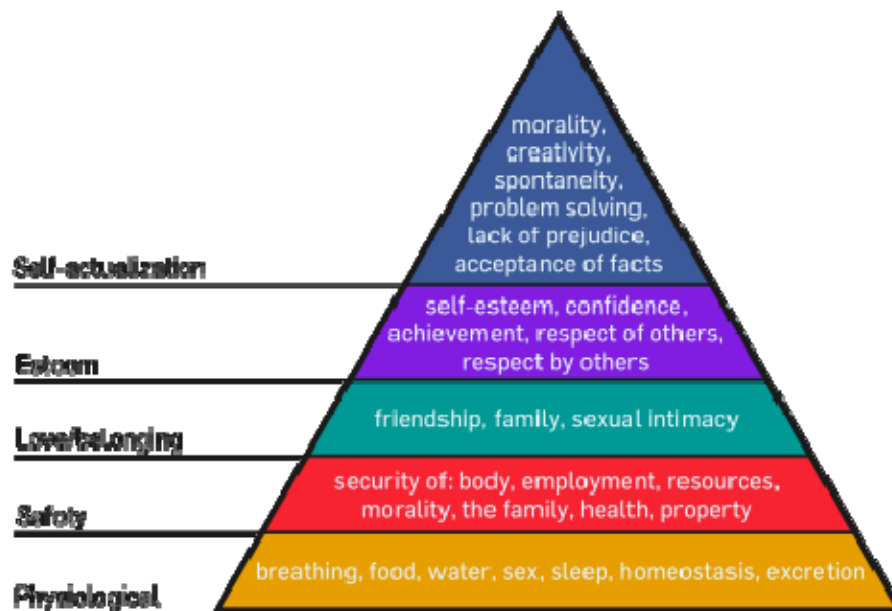 morality,
creativity,
spontaneity,
problem solving,
lack of prejudice,
acceptance of facts
Self-actualization
self-esteem, confidence,
achievement, respect of others,
respect by others
Esteem
friendship, family, sexual intimacy
Love/belonging
security of: body, employment, resources,
morality, the family, health, property
Safety
breathing, food, water, sex, sleep, homeostasis, excretion
Physiological